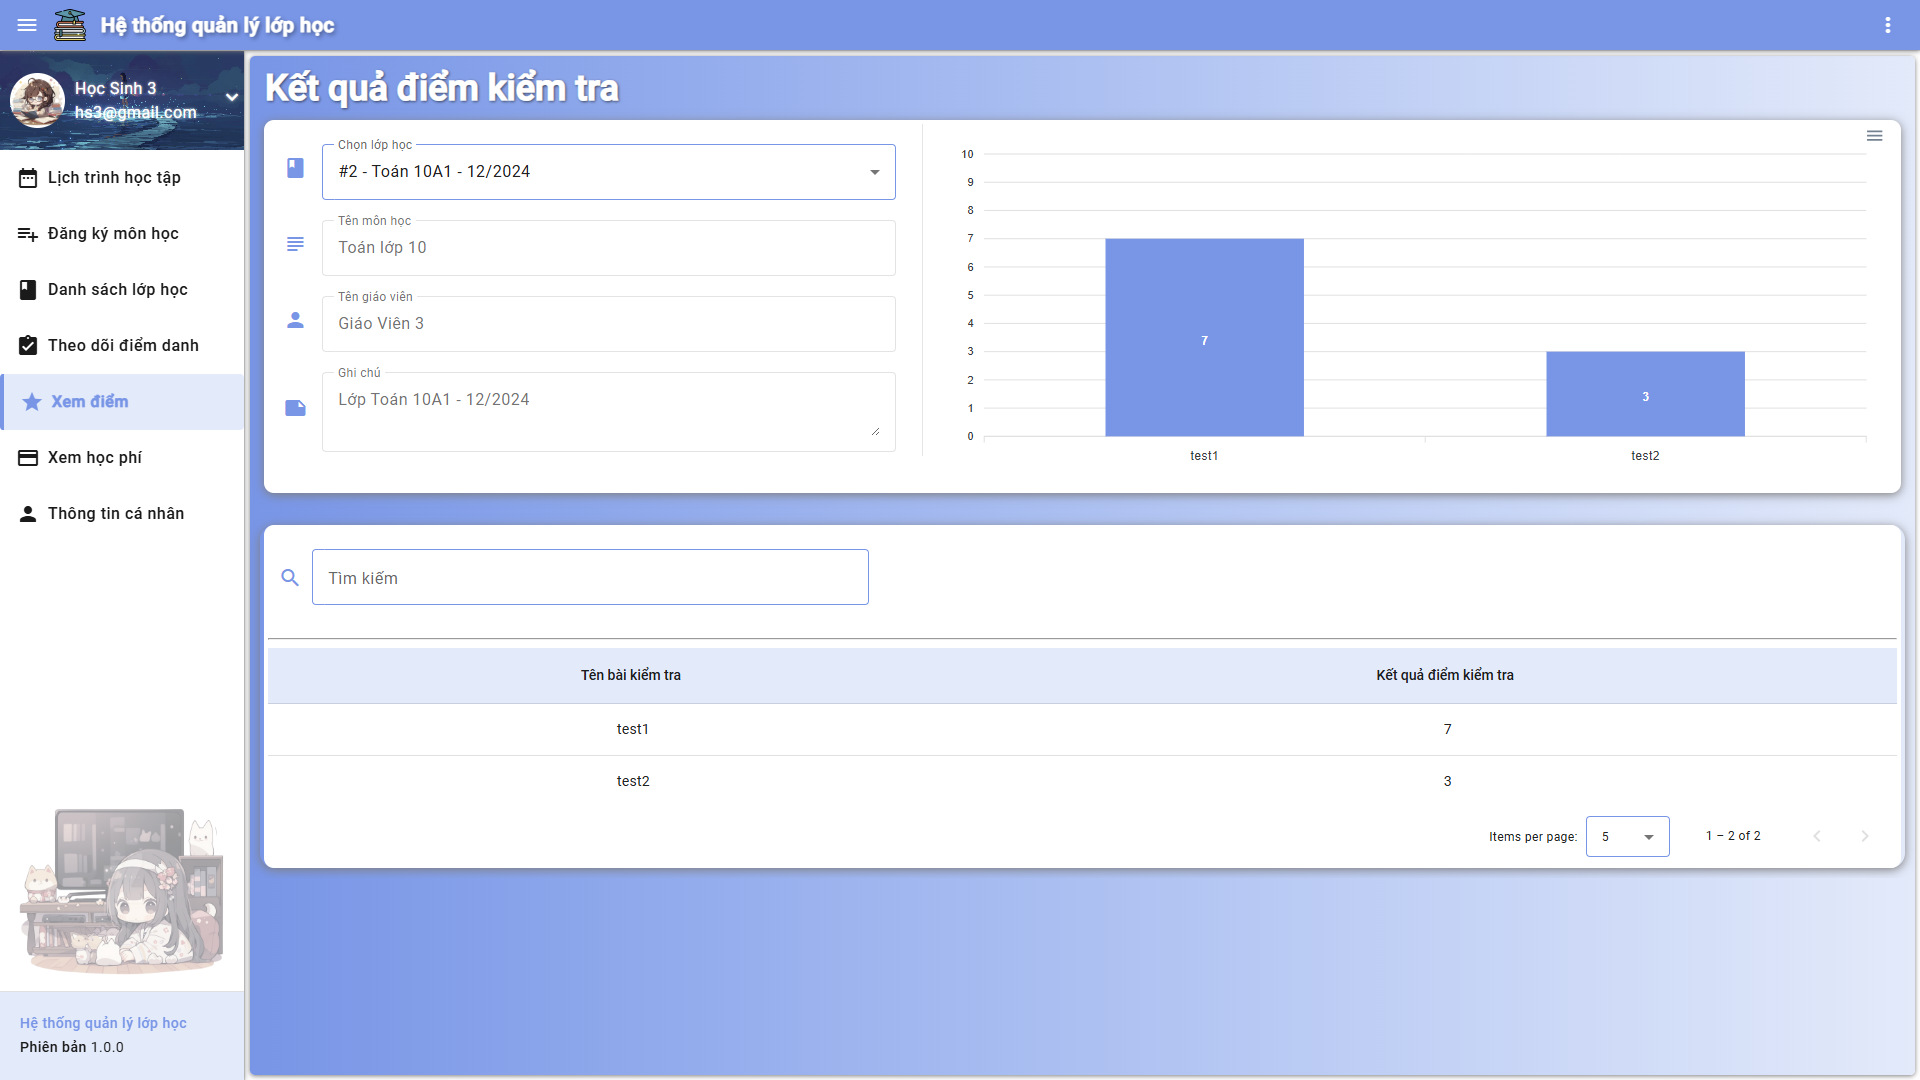 Hệ thống quản lý lớp học
Học Sinh 3
hs3@gmail.com
Lịch trình học tập
Đăng ký môn học
Danh sách lớp học
Theo dõi điểm danh
Xem điểm
Xem học phí
Thông tin cá nhân
Hệ thống quản lý lớp học
Phiên bản 1.0.0
Kết quả điểm kiểm tra
Chọn lớp học
#2 - Toán 10A1 - 12/2024
Tên môn học
Toán lớp 10
Tên giáo viên
Giáo Viên 3
Ghi chú
Lớp Toán 10A1 - 12/2024
10
9
8
7
6
5
4
3
2
1
0
7
3
test1 test2
Tìm kiếm
Tên bài kiểm tra Kết quả điểm kiểm tra
test1 7
test2 3
Items per page: 5 1 – 2 of 2